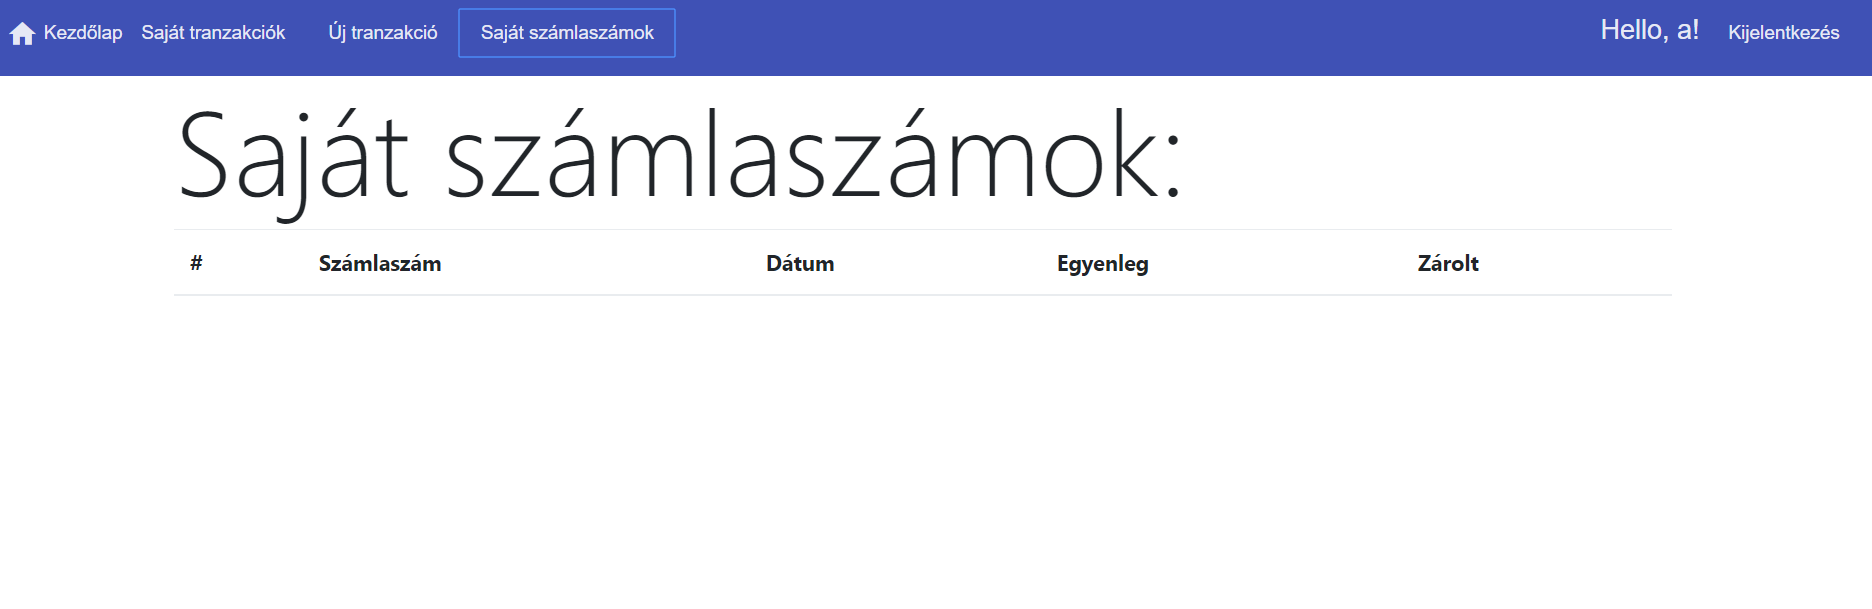 Kezdőlap Saját tranzakciók Új tranzakció Saját számlaszámok Hello, a! Kijelentkezés
Saját számlaszámok:
# Számlaszám Dátum Egyenleg Zárolt